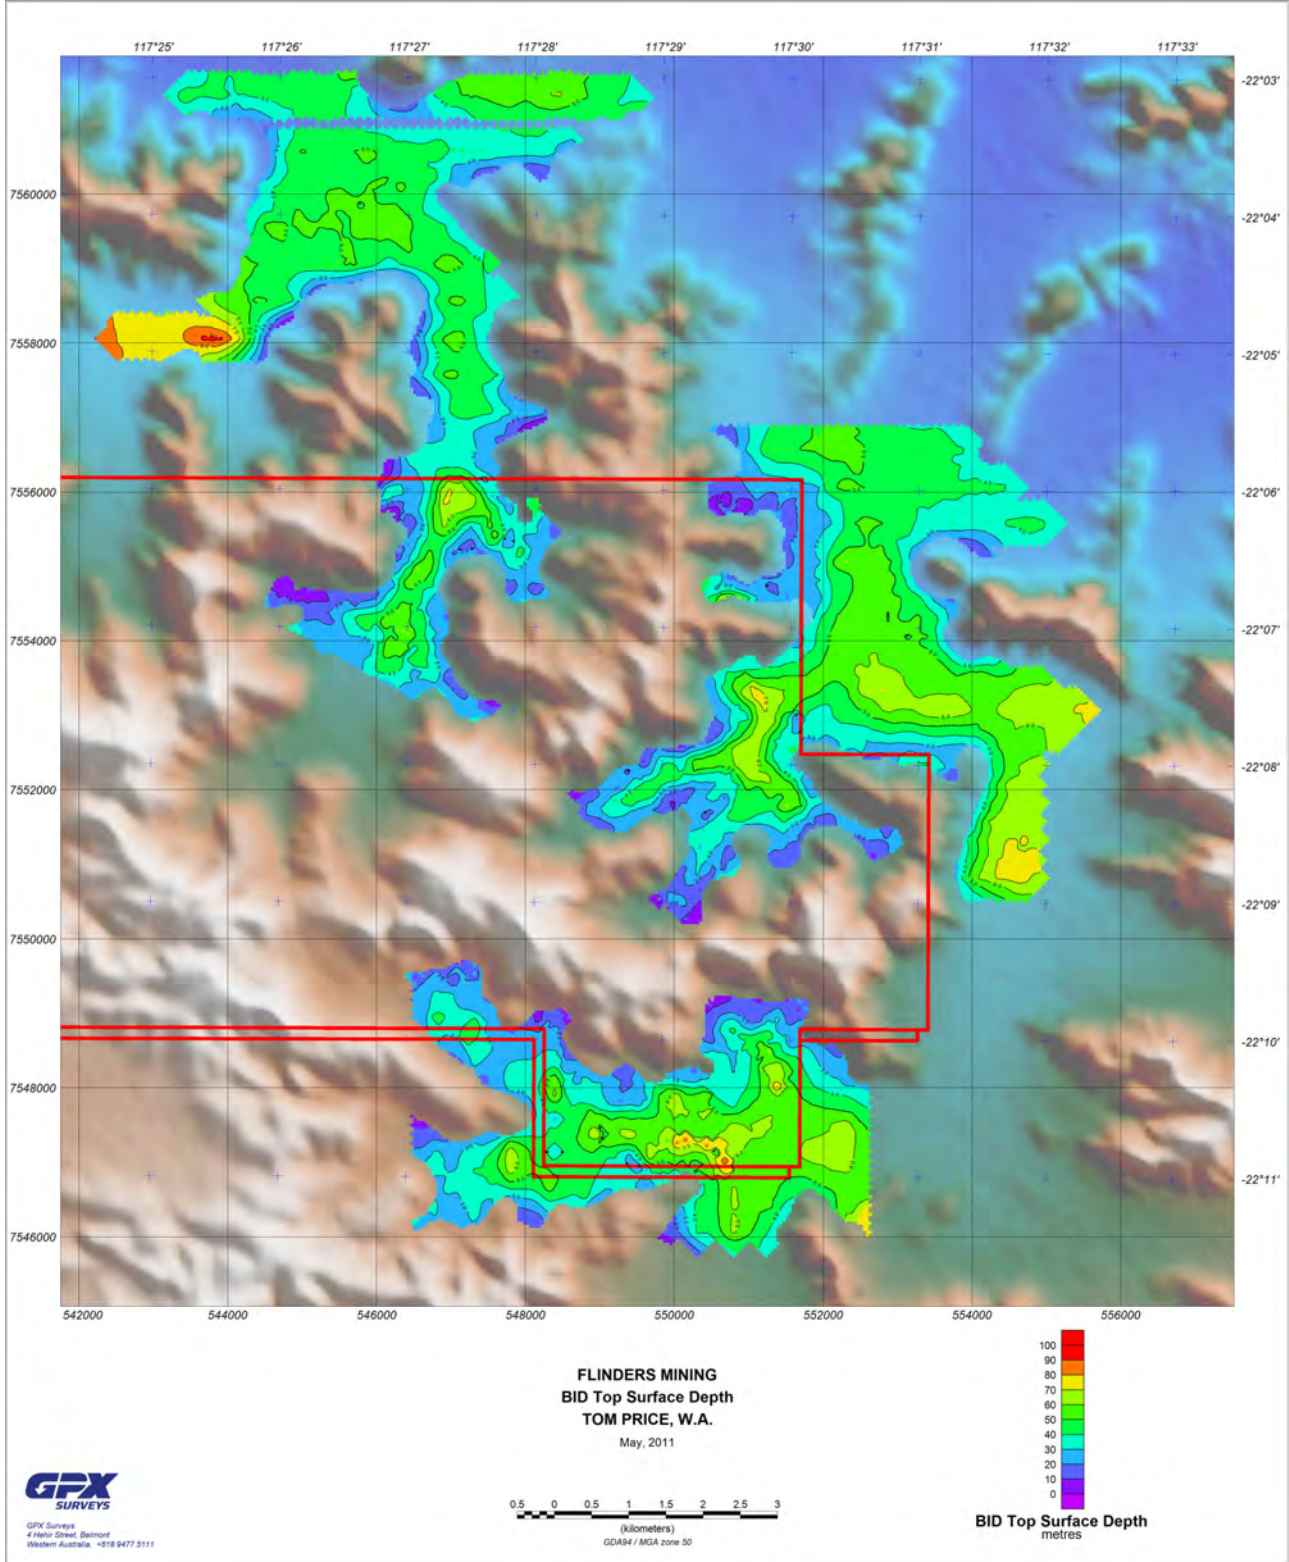 117°25' 117°26' 117°27' 117°28' 117°29' 117°30' 117°31' 117°32' 117°33'
-22°03'
7560000
-22°04'
7558000
-22°05'
7556000
-22°06'
7554000
-22°07'
7552000
-22°08'
7550000
-22°09'
7548000
-22°10'
7546000
-22°11'
542000 544000 546000 548000 550000 552000 554000 556000
FLINDERS MINING
BID Top Surface Depth
TOM PRICE, W.A.
May, 2011
100
90
80
70
60
50
40
30
20
10
0
BID Top Surface Depth
metres
0.5 0 0.5 1 1.5 2 2.5 3
(kilometers)
GDA94 / MGA zone 50
GPX
SURVEYS
GPX Surveys
4 Hehir Street, Belmont
Western Australia. +618 9477 5111